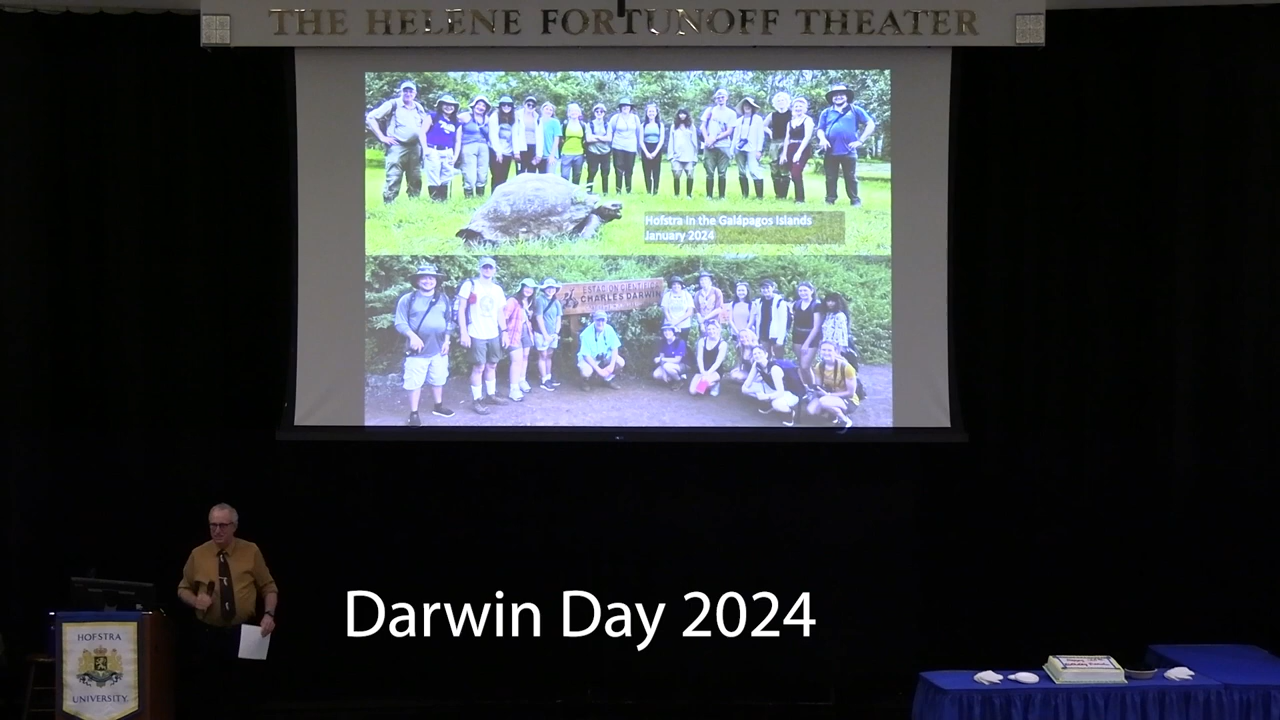 THE HELENE FORTUNOFF THEATER
Hofstra in the Galápagos Islands
January 2024
CHARLES DARWIN
Darwin Day 2024
HOFSTRA
UNIVERSITY